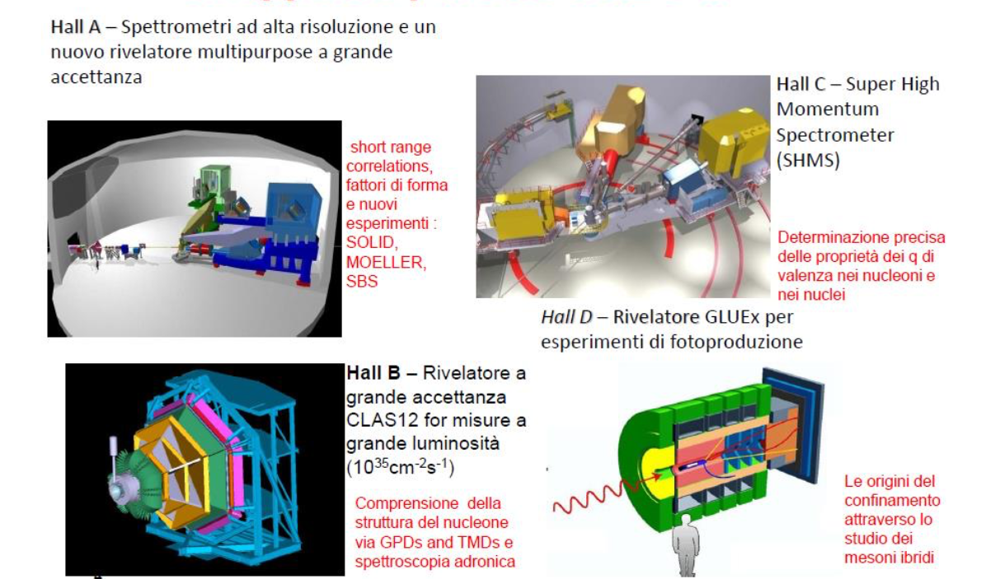 Hall A – Spettrometri ad alta risoluzione e un
nuovo rivelatore multipurpose a grande
accettanza
short range
correlations,
fattori di forma
e nuovi
esperimenti :
SOLID,
MOELLER,
SBS
Hall C – Super High
Momentum
Spectrometer
(SHMS)
Determinazione precisa
delle proprietà dei q di
valenza nei nucleoni e
nei nuclei
Hall B – Rivelatore a
grande accettanza
CLAS12 for misure a
grande luminosità
(10³⁵cm⁻²s⁻¹)
Comprensione della
struttura del nucleone
via GPDs and TMDs e
spettroscopia adronica
Hall D – Rivelatore GLUEx per
esperimenti di fotoproduzione
Le origini del
confinamento
attraverso lo
studio dei
mesoni ibridi